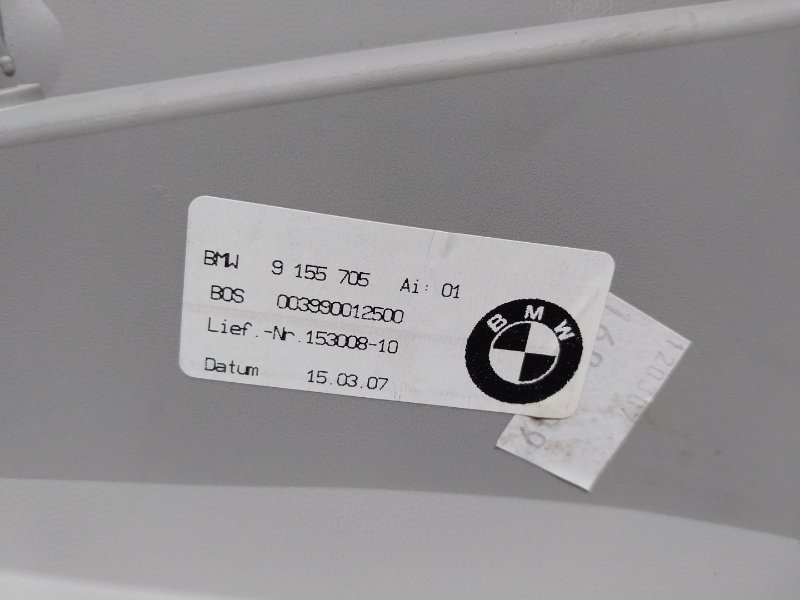 BMW 9 155 705 Ai: 01
BOS 003990012500
Lief.-Nr.153008-10
Datum 15.03.07
BMW